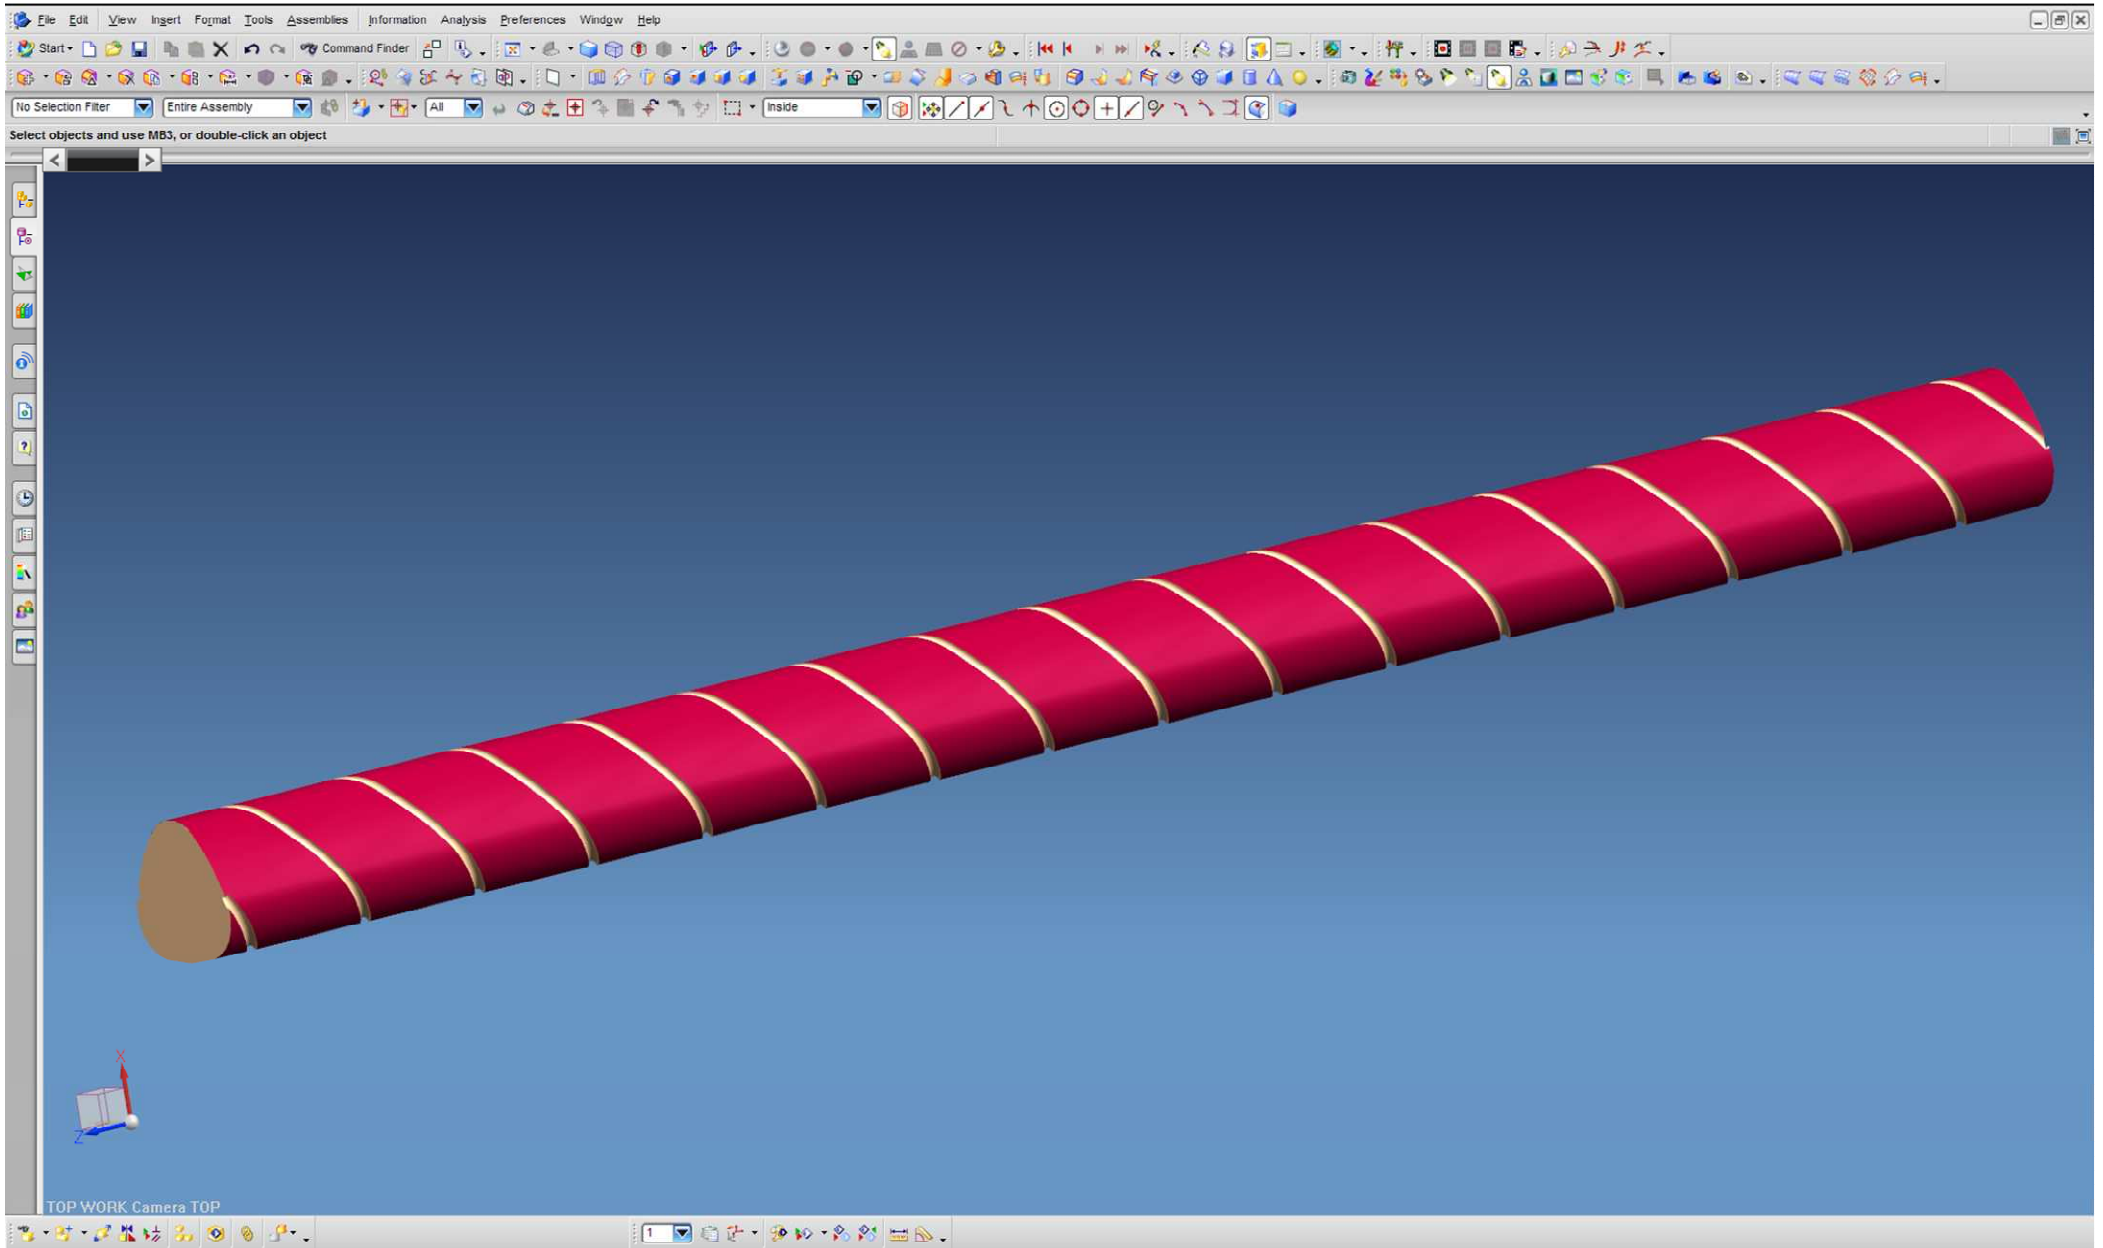 File Edit View Insert Format Tools Assemblies Information Analysis Preferences Window Help
Start Command Finder
No Selection Filter Entire Assembly All Inside
Select objects and use MB3, or double-click an object
X
Z
TOP WORK Camera TOP
1